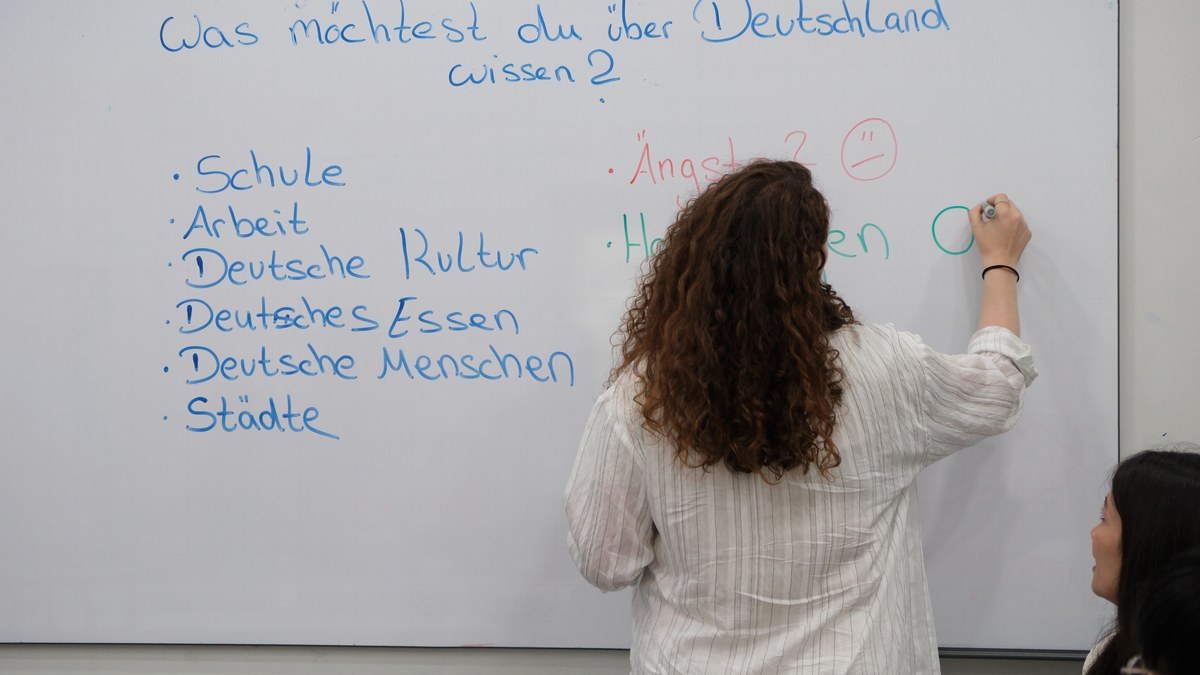 Was möchtest du über Deutschland
wissen?
· Schule
· Arbeit
· Deutsche Kultur
· Deutsches Essen
· Deutsche Menschen
· Städte